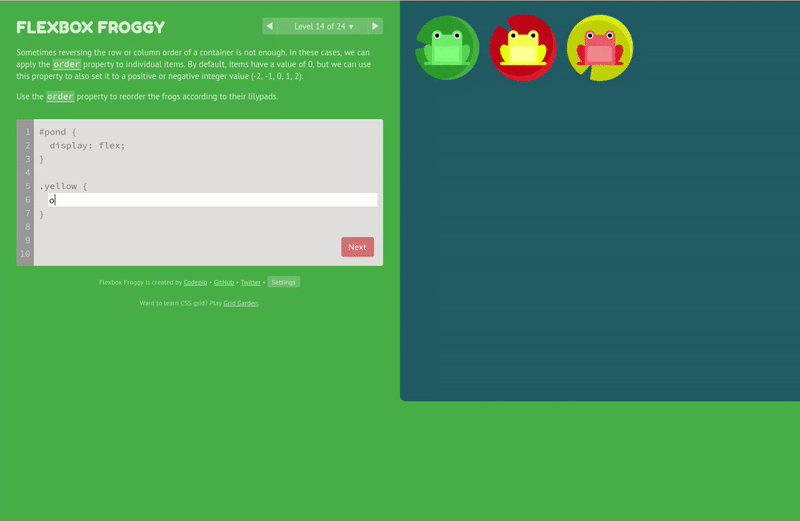 FLEXBOX FROGGY
Level 14 of 24 ▼
Sometimes reversing the row or column order of a container is not enough. In these cases, we can
apply the order property to individual items. By default, items have a value of 0, but we can use
this property to also set it to a positive or negative integer value (-2, -1, 0, 1, 2).
Use the order property to reorder the frogs according to their lilypads.
1 #pond {
2 display: flex;
3 }
4
5 .yellow {
6 o
7 }
8
9
10
Next
Flexbox Froggy is created by Codepip • GitHub • Twitter • Settings
Want to learn CSS grid? Play Grid Garden.